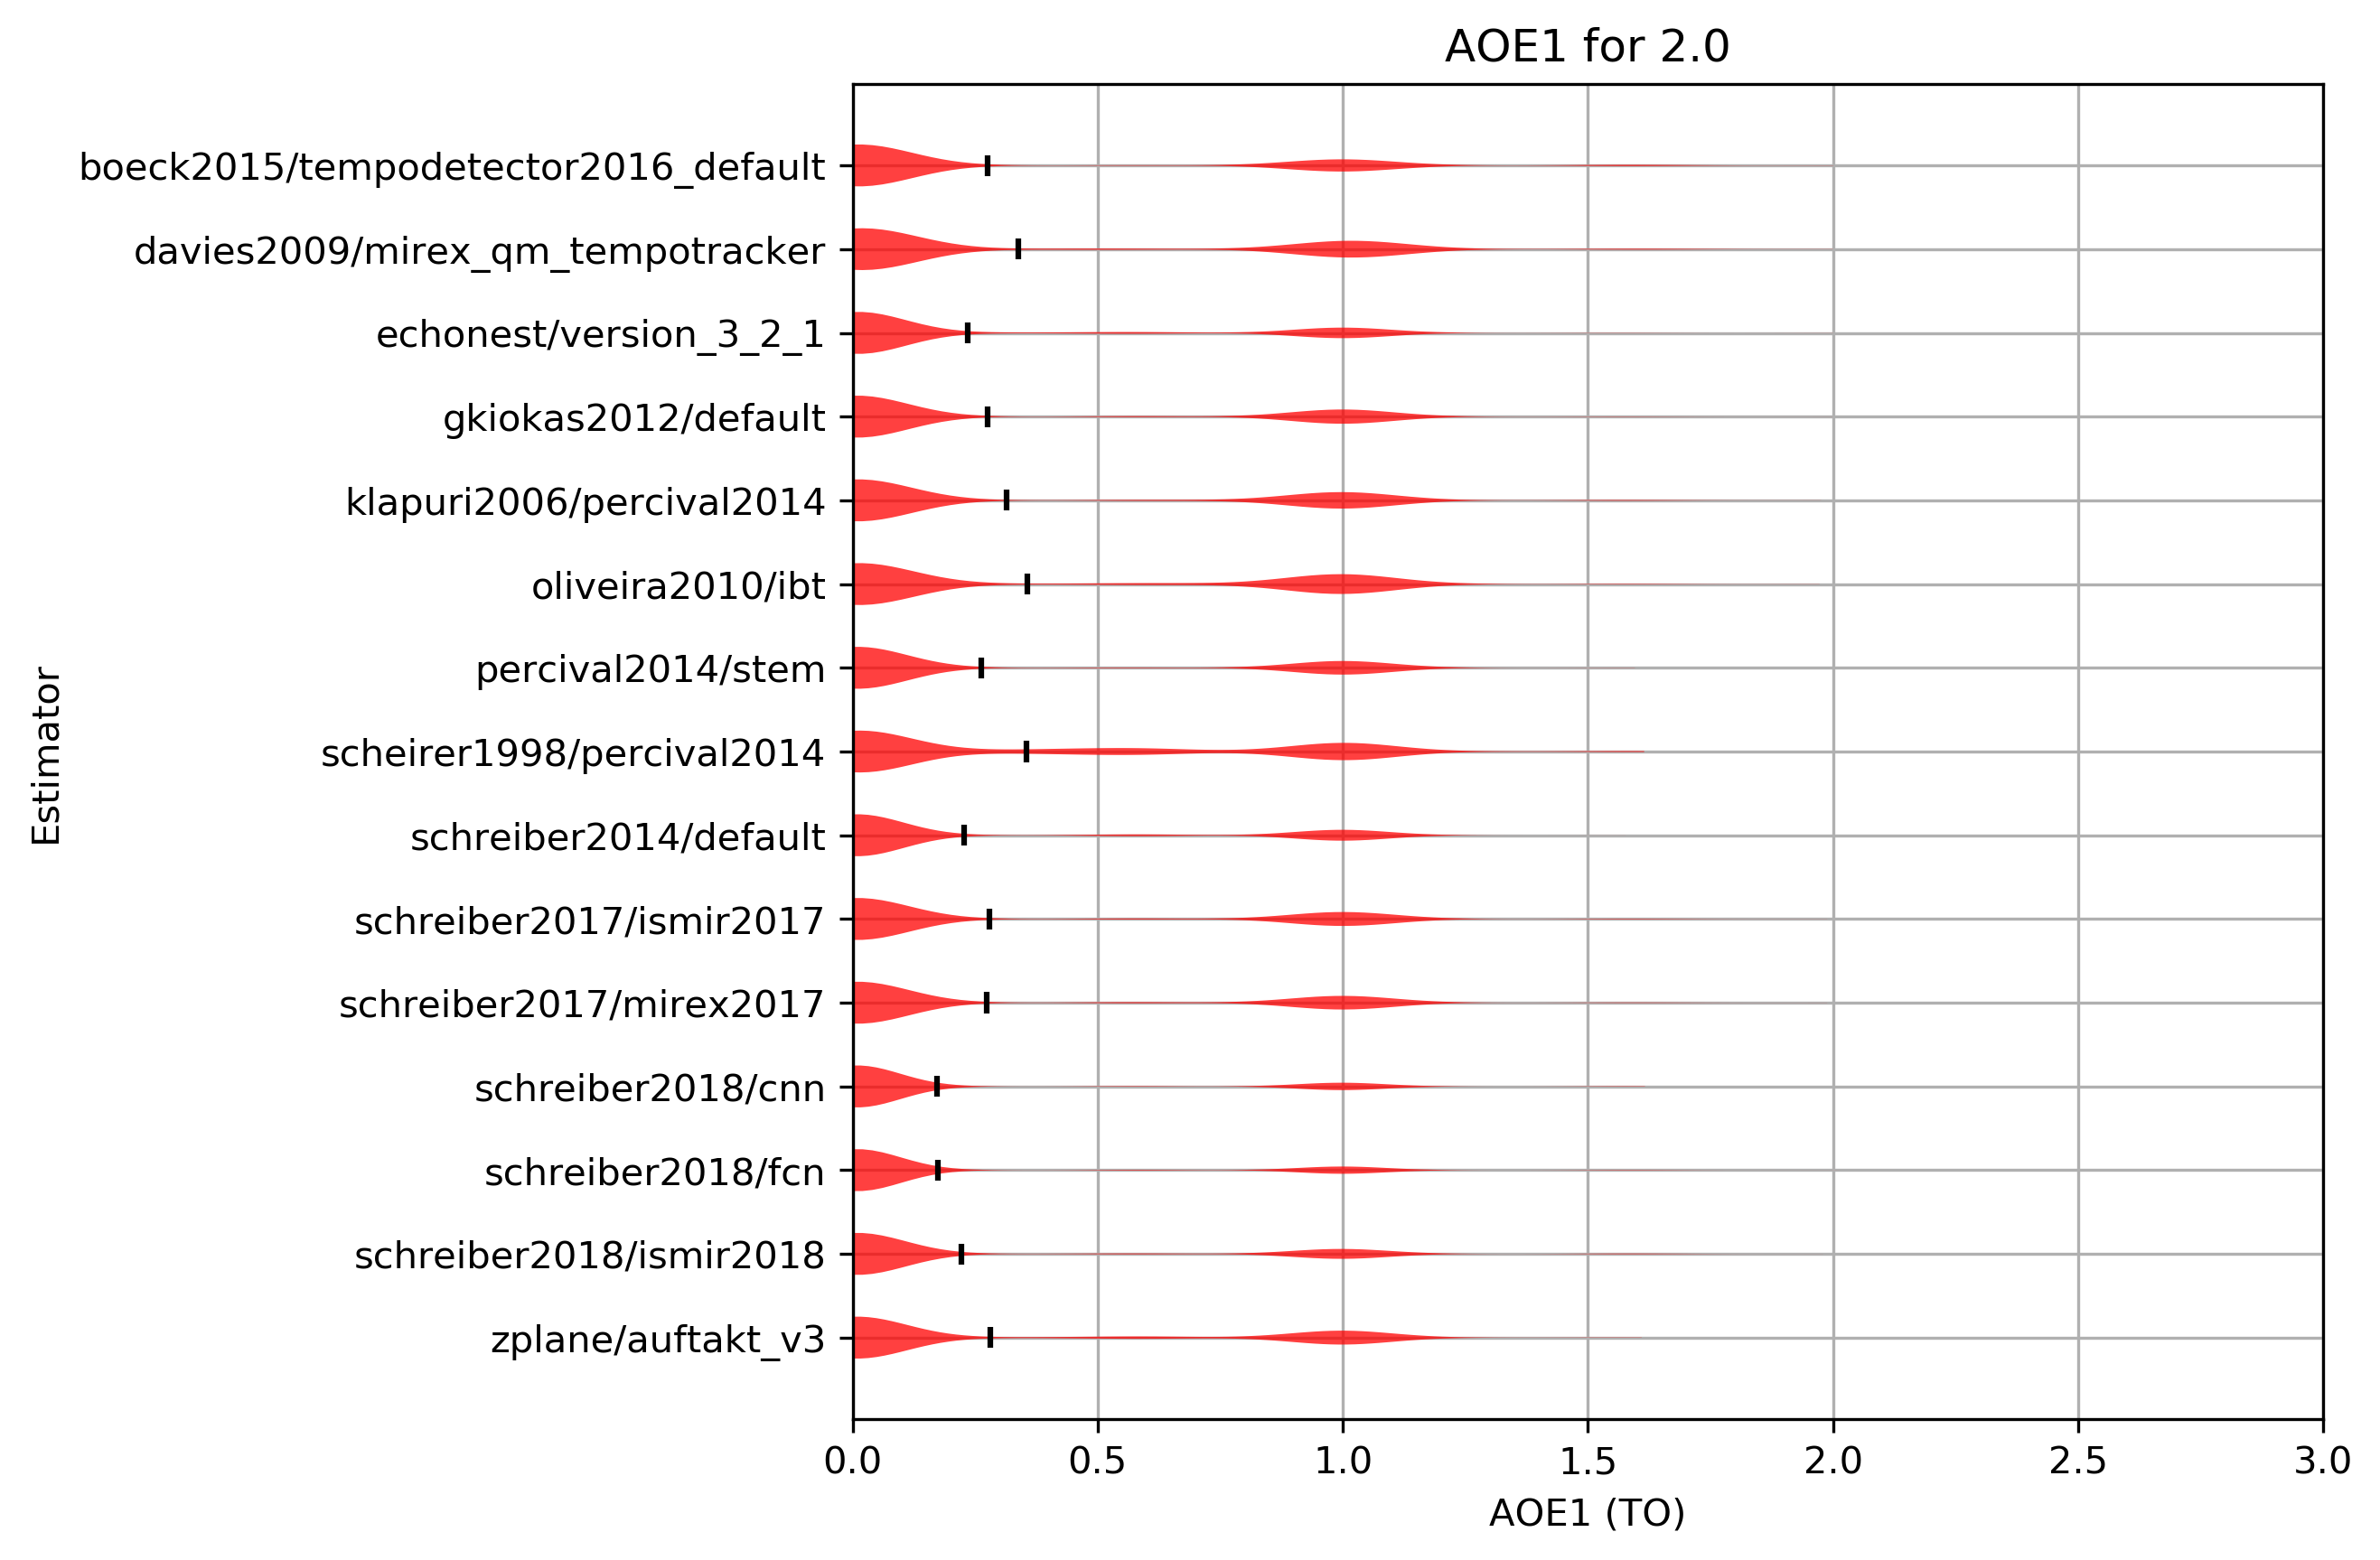 AOE1 for 2.0
boeck2015/tempodetector2016_default
davies2009/mirex_qm_tempotracker
echonest/version_3_2_1
gkiokas2012/default
klapuri2006/percival2014
oliveira2010/ibt
percival2014/stem
scheirer1998/percival2014
schreiber2014/default
schreiber2017/ismir2017
schreiber2017/mirex2017
schreiber2018/cnn
schreiber2018/fcn
schreiber2018/ismir2018
zplane/auftakt_v3
Estimator
0.0 0.5 1.0 1.5 2.0 2.5 3.0
AOE1 (TO)